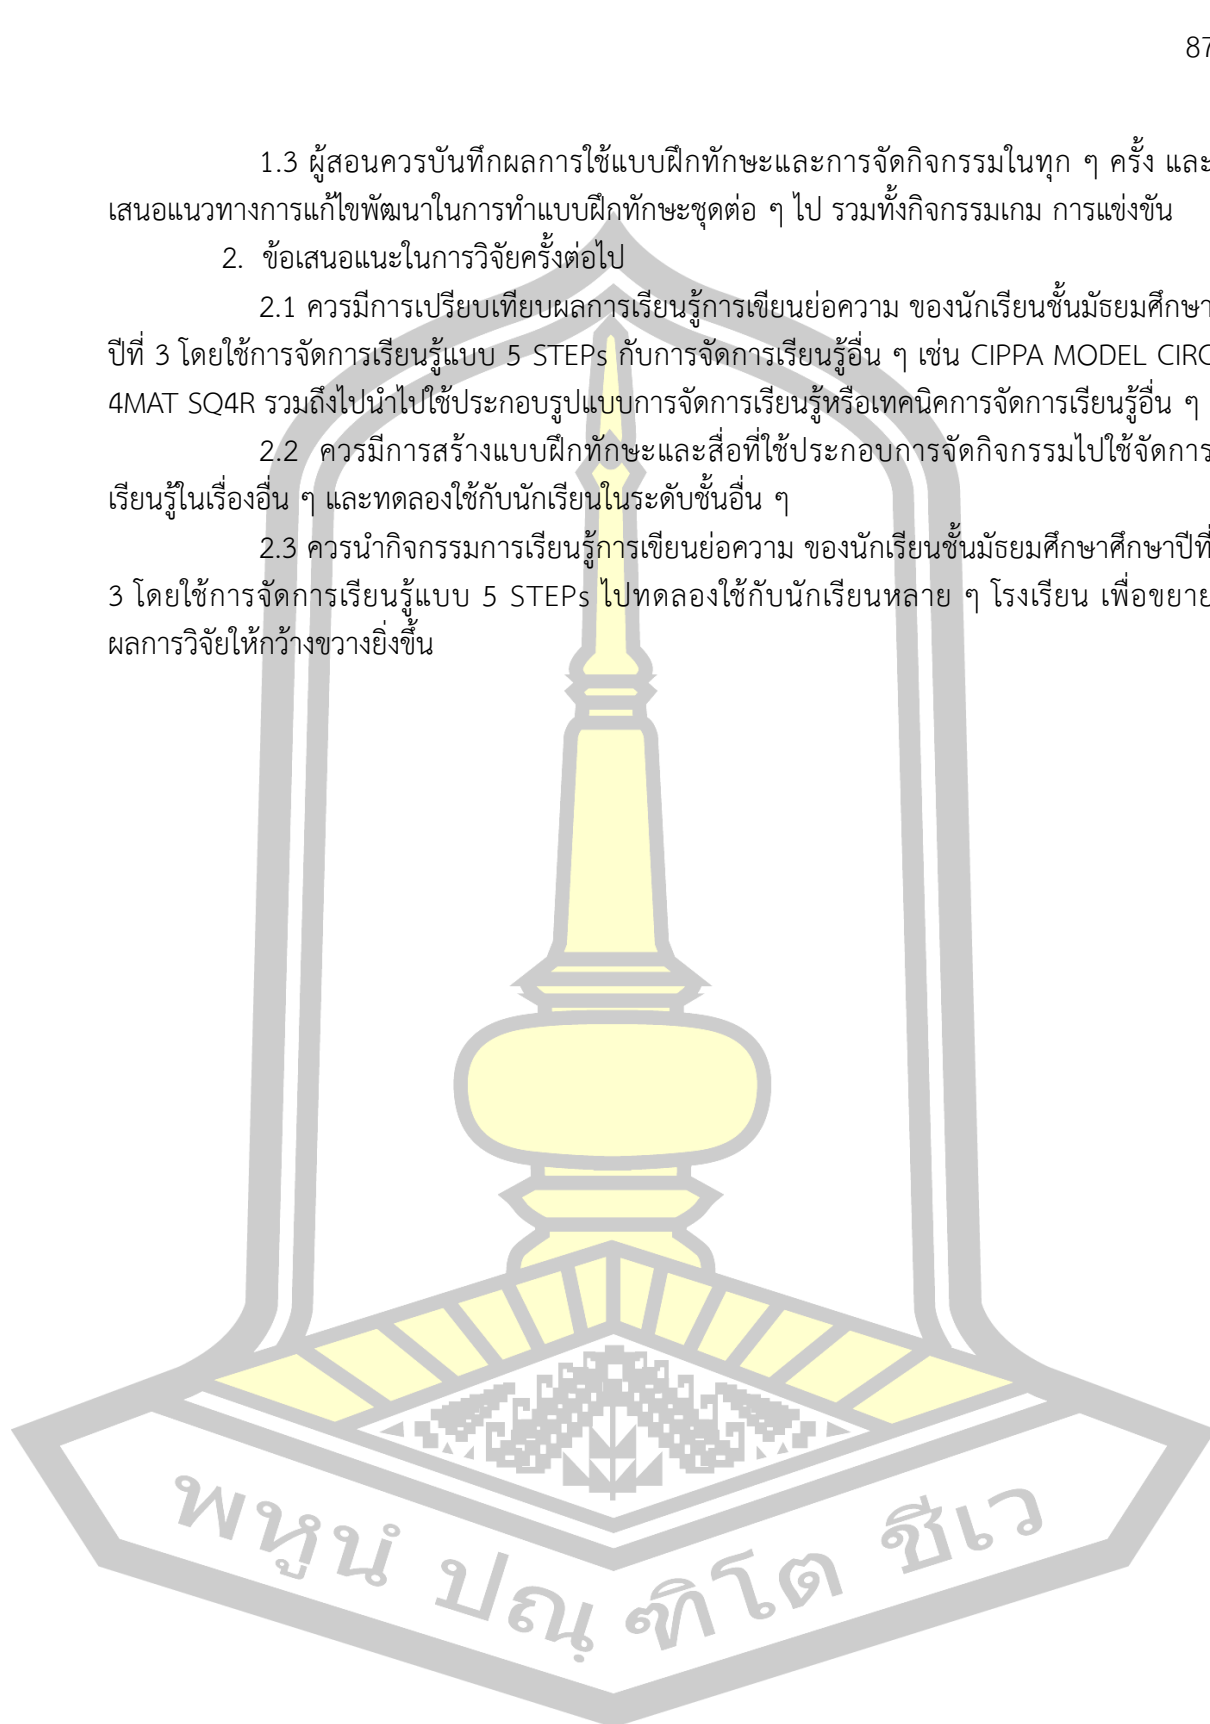 87
1.3 ผู้สอนควรบันทึกผลการใช้แบบฝึกทักษะและการจัดกิจกรรมในทุก ๆ ครั้ง และ
เสนอแนวทางการแก้ไขพัฒนาในการทำแบบฝึกทักษะชุดต่อ ๆ ไป รวมทั้งกิจกรรมเกม การแข่งขัน
2. ข้อเสนอแนะในการวิจัยครั้งต่อไป
2.1 ควรมีการเปรียบเทียบผลการเรียนรู้การเขียนย่อความ ของนักเรียนชั้นมัธยมศึกษา
ปีที่ 3 โดยใช้การจัดการเรียนรู้แบบ 5 STEPs กับการจัดการเรียนรู้อื่น ๆ เช่น CIPPA MODEL CIRC
4MAT SQ4R รวมถึงไปนำไปใช้ประกอบรูปแบบการจัดการเรียนรู้หรือเทคนิคการจัดการเรียนรู้อื่น ๆ
2.2 ควรมีการสร้างแบบฝึกทักษะและสื่อที่ใช้ประกอบการจัดกิจกรรมไปใช้จัดการ
เรียนรู้ในเรื่องอื่น ๆ และทดลองใช้กับนักเรียนในระดับชั้นอื่น ๆ
2.3 ควรนำกิจกรรมการเรียนรู้การเขียนย่อความ ของนักเรียนชั้นมัธยมศึกษาศึกษาปีที่
3 โดยใช้การจัดการเรียนรู้แบบ 5 STEPs ไปทดลองใช้กับนักเรียนหลาย ๆ โรงเรียน เพื่อขยาย
ผลการวิจัยให้กว้างขวางยิ่งขึ้น
พหูนํ ปณฺฑิโต ชีเว